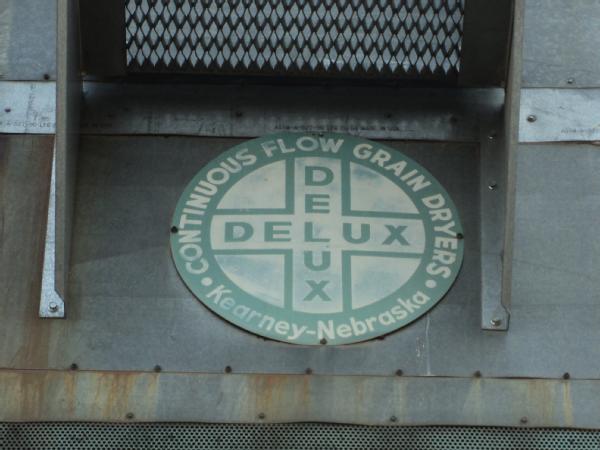 CONTINUOUS FLOW GRAIN DRYERS
DELUX
DELUX
Kearney-Nebraska